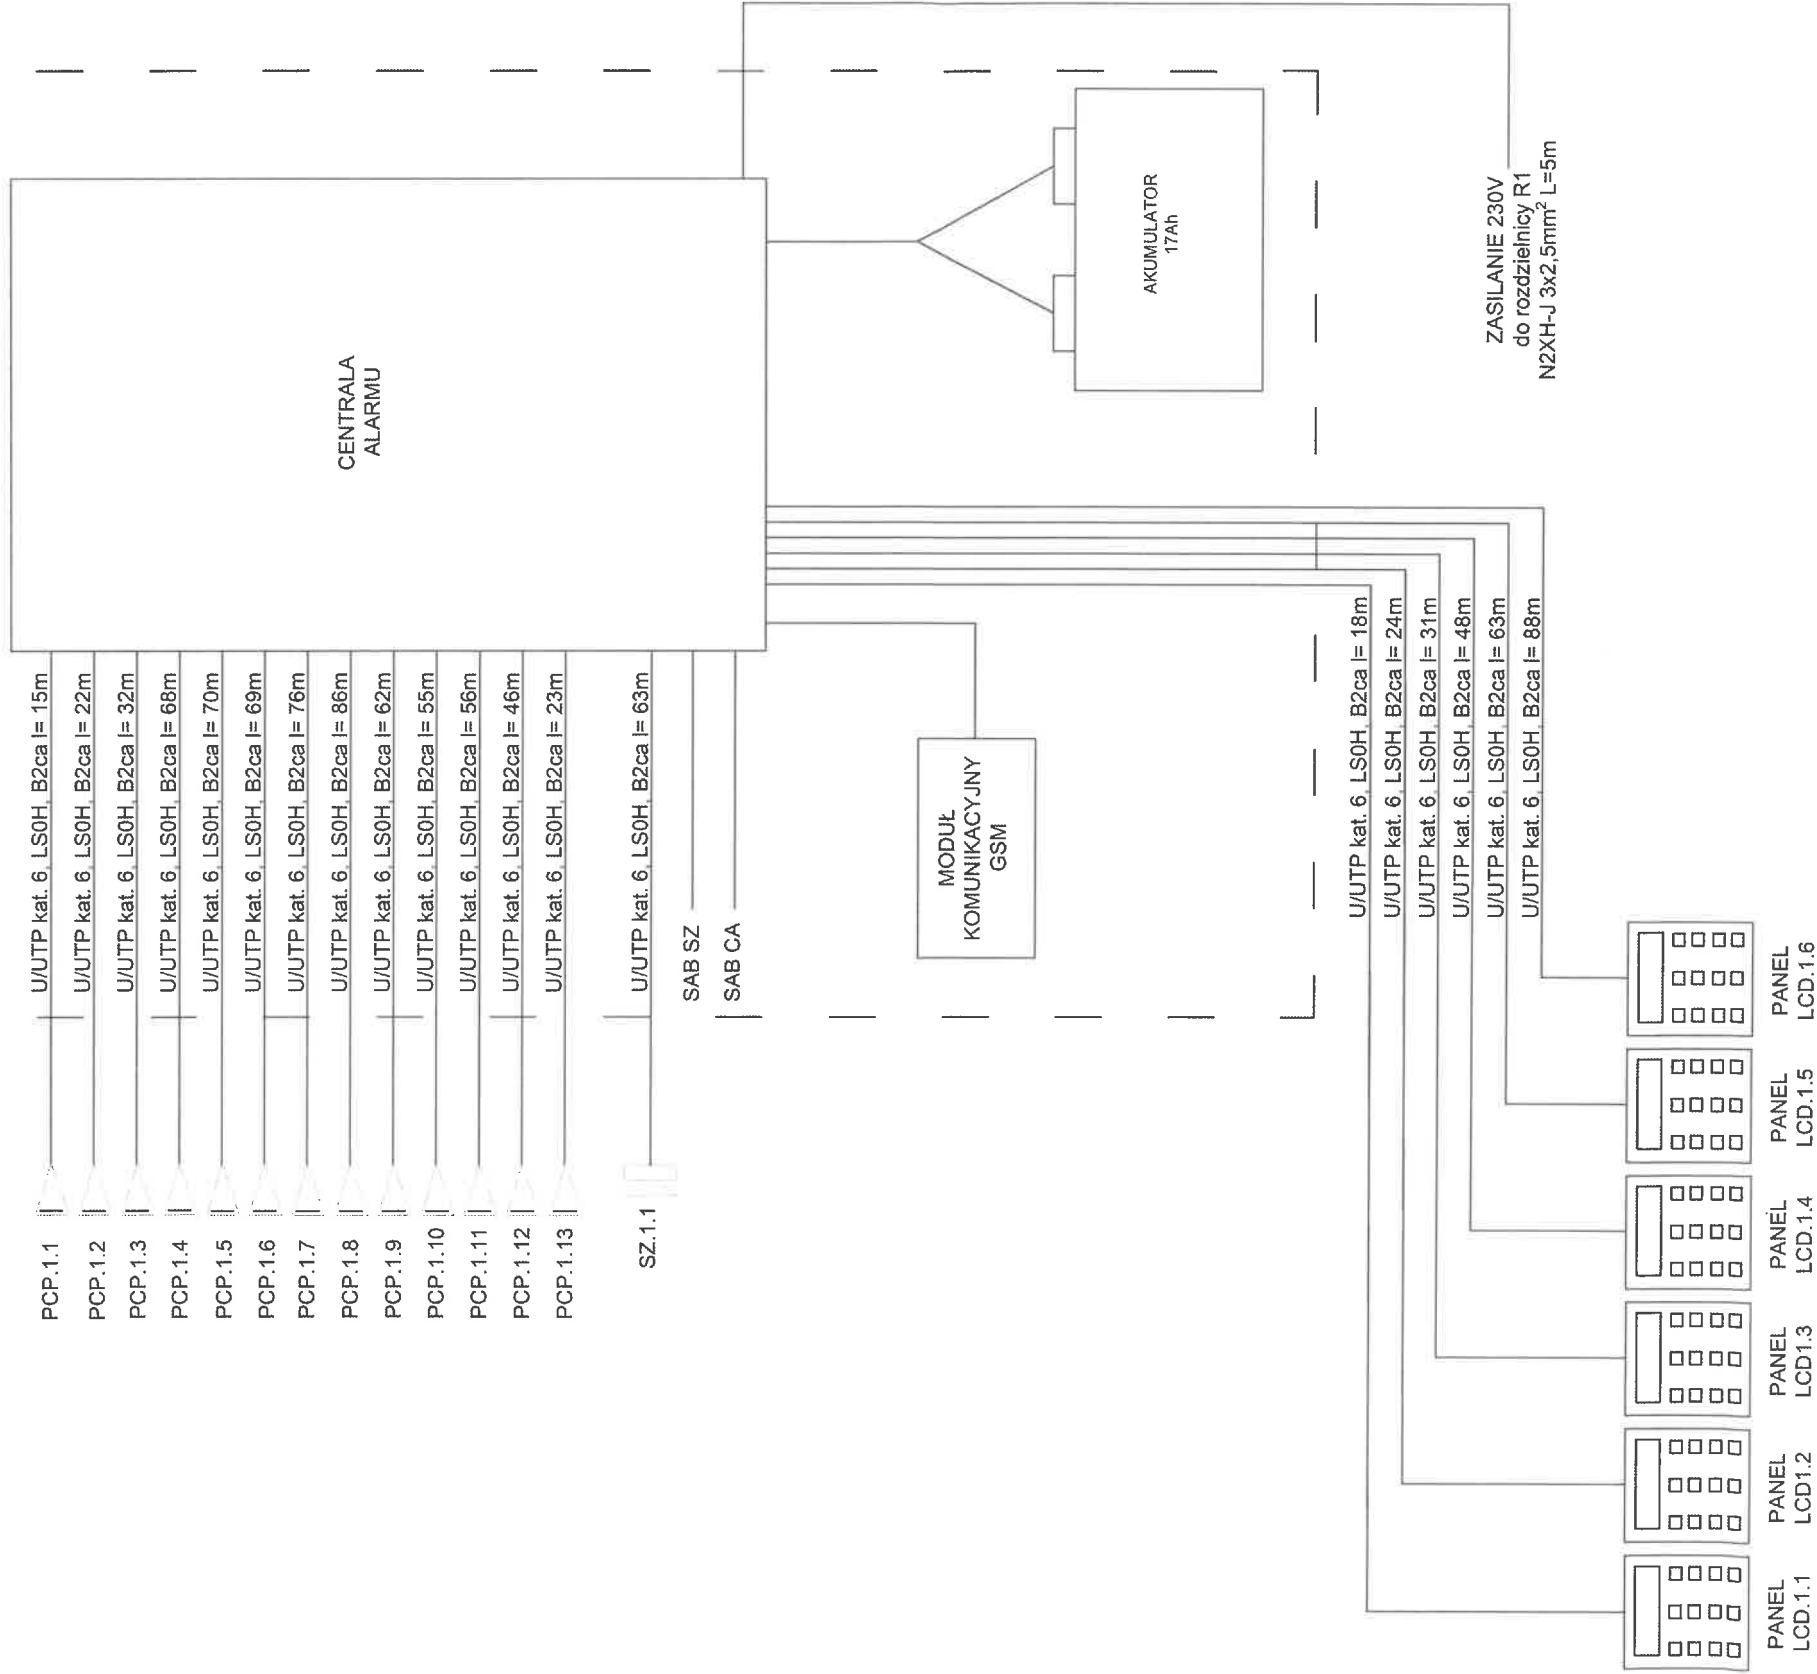 CENTRALA
ALARMU
AKUMULATOR
17Ah
ZASILANIE 230V
do rozdzielnicy R1
N2XH-J 3x2,5mm² L=5m
U/UTP kat. 6, LS0H, B2ca l= 15m
U/UTP kat. 6, LS0H, B2ca l= 22m
U/UTP kat. 6, LS0H, B2ca l= 32m
U/UTP kat. 6, LS0H, B2ca l= 68m
U/UTP kat. 6, LS0H, B2ca l= 70m
U/UTP kat. 6, LS0H, B2ca l= 69m
U/UTP kat. 6, LS0H, B2ca l= 76m
U/UTP kat. 6, LS0H, B2ca l= 86m
U/UTP kat. 6, LS0H, B2ca l= 62m
U/UTP kat. 6, LS0H, B2ca l= 55m
U/UTP kat. 6, LS0H, B2ca l= 56m
U/UTP kat. 6, LS0H, B2ca l= 46m
U/UTP kat. 6, LS0H, B2ca l= 23m
U/UTP kat. 6, LS0H, B2ca l= 63m
SAB SZ
SAB CA
PCP.1.1
PCP.1.2
PCP.1.3
PCP.1.4
PCP.1.5
PCP.1.6
PCP.1.7
PCP.1.8
PCP.1.9
PCP.1.10
PCP.1.11
PCP.1.12
PCP.1.13
SZ.1.1
MODUŁ
KOMUNIKACYJNY
GSM
U/UTP kat. 6, LS0H, B2ca l= 18m
U/UTP kat. 6, LS0H, B2ca l= 24m
U/UTP kat. 6, LS0H, B2ca l= 31m
U/UTP kat. 6, LS0H, B2ca l= 48m
U/UTP kat. 6, LS0H, B2ca l= 63m
U/UTP kat. 6, LS0H, B2ca l= 88m
PANEL
LCD.1.1
PANEL
LCD1.2
PANEL
LCD1.3
PANEL
LCD.1.4
PANEL
LCD.1.5
PANEL
LCD.1.6